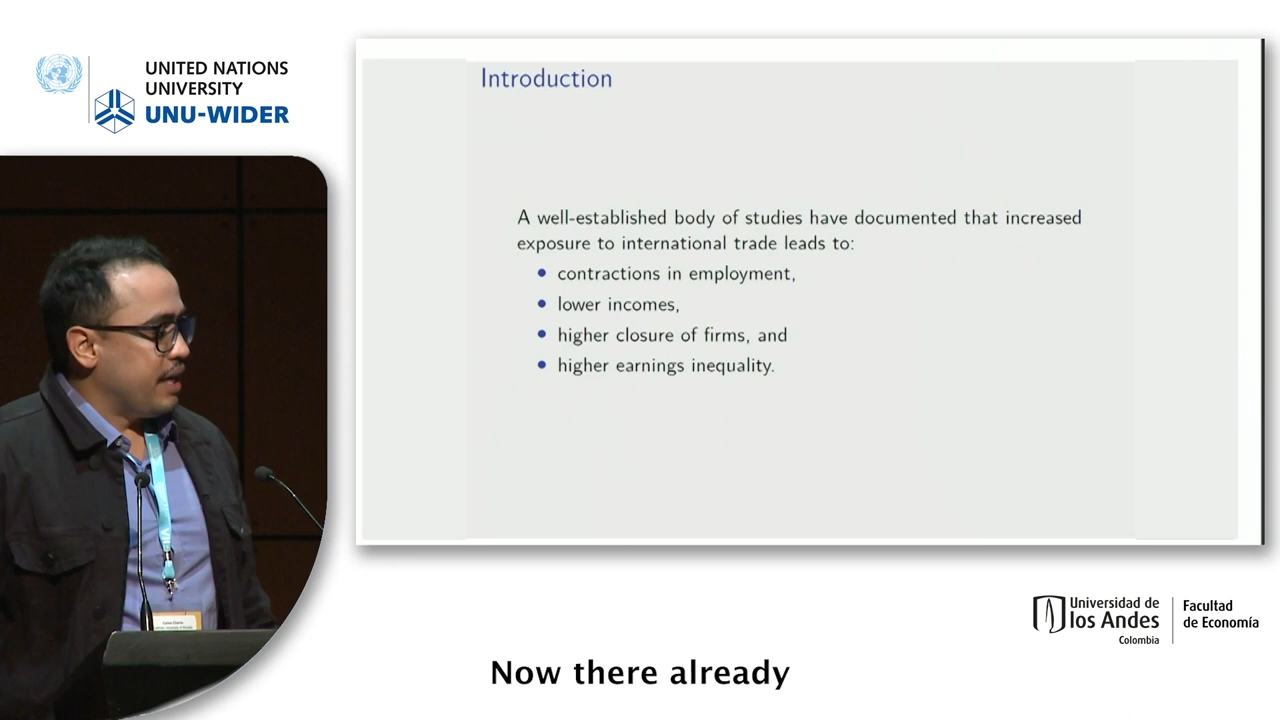 UNITED NATIONS
UNIVERSITY
UNU-WIDER
Introduction
A well-established body of studies have documented that increased
exposure to international trade leads to:
contractions in employment,
lower incomes,
higher closure of firms, and
higher earnings inequality.
Universidad de
los Andes
Colombia
Facultad
de Economía
Now there already